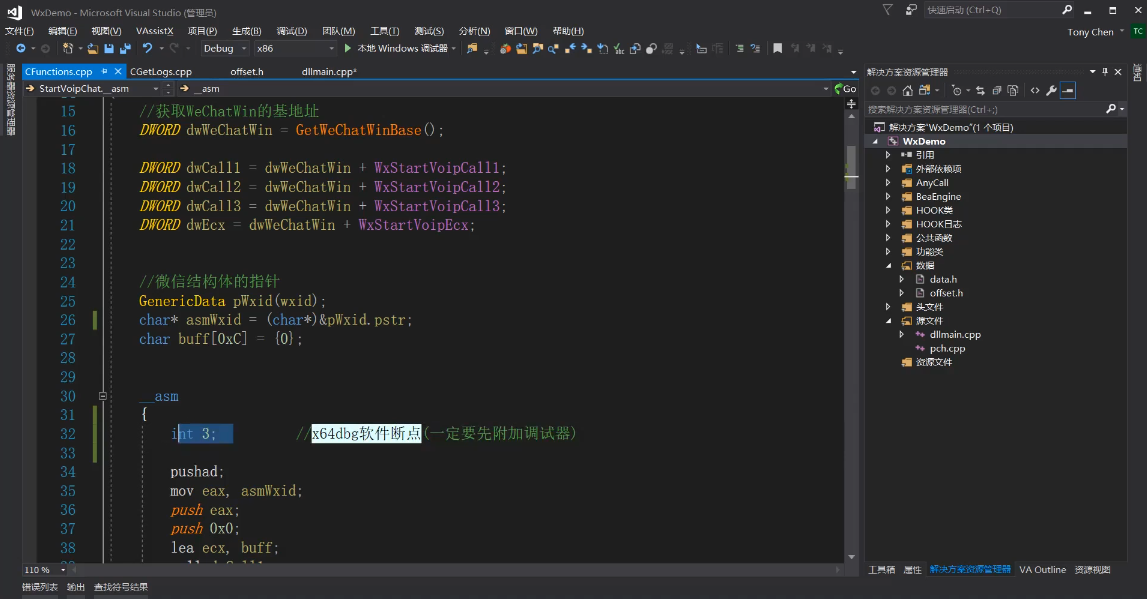 WxDemo - Microsoft Visual Studio (管理员)
快速启动 (Ctrl+Q)
文件(F) 编辑(E) 视图(V) VAssistX 项目(P) 生成(B) 调试(D) 团队(M) 工具(T) 测试(S) 分析(N) 窗口(W) 帮助(H)
Tony Chen TC
Debug x86 本地 Windows 调试器
CFunctions.cpp CGetLogs.cpp offset.h dllmain.cpp*
StartVoipChat.__asm __asm Go
15 //获取WeChatWin的基地址
16 DWORD dwWeChatWin = GetWeChatWinBase();
17
18 DWORD dwCall1 = dwWeChatWin + WxStartVoipCall1;
19 DWORD dwCall2 = dwWeChatWin + WxStartVoipCall2;
20 DWORD dwCall3 = dwWeChatWin + WxStartVoipCall3;
21 DWORD dwEcx = dwWeChatWin + WxStartVoipEcx;
22
23
24 //微信结构体的指针
25 GenericData pWxid(wxid);
26 char* asmWxid = (char*)&pWxid.pstr;
27 char buff[0xC] = {0};
28
29
30 __asm
31 {
32 int 3; //x64dbg软件断点(一定要先附加调试器)
33
34 pushad;
35 mov eax, asmWxid;
36 push eax;
37 push 0x0;
38 lea ecx, buff;
110 %
错误列表 输出 查找符号结果
解决方案资源管理器
搜索解决方案资源管理器(Ctrl+;)
解决方案"WxDemo"(1 个项目)
WxDemo
引用
外部依赖项
AnyCall
BeaEngine
HOOK类
HOOK日志
公共函数
功能类
数据
data.h
offset.h
头文件
源文件
dllmain.cpp
pch.cpp
资源文件
工具箱 属性 解决方案资源管理器 VA Outline 资源视图